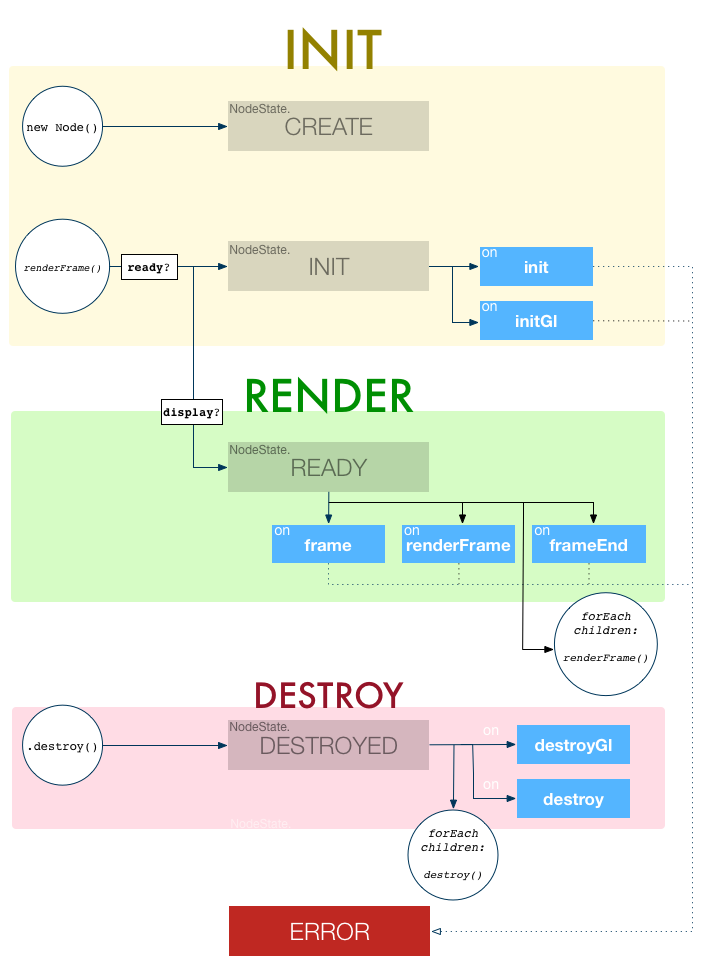 INIT
NodeState.
new Node()
CREATE
NodeState.
renderFrame()
ready?
INIT
on
init
on
initGl
RENDER
display?
NodeState.
READY
on
frame
on
renderFrame
on
frameEnd
forEach
children:
renderFrame()
DESTROY
NodeState.
.destroy()
DESTROYED
on
destroyGl
on
destroy
NodeState.
forEach
children:
destroy()
ERROR